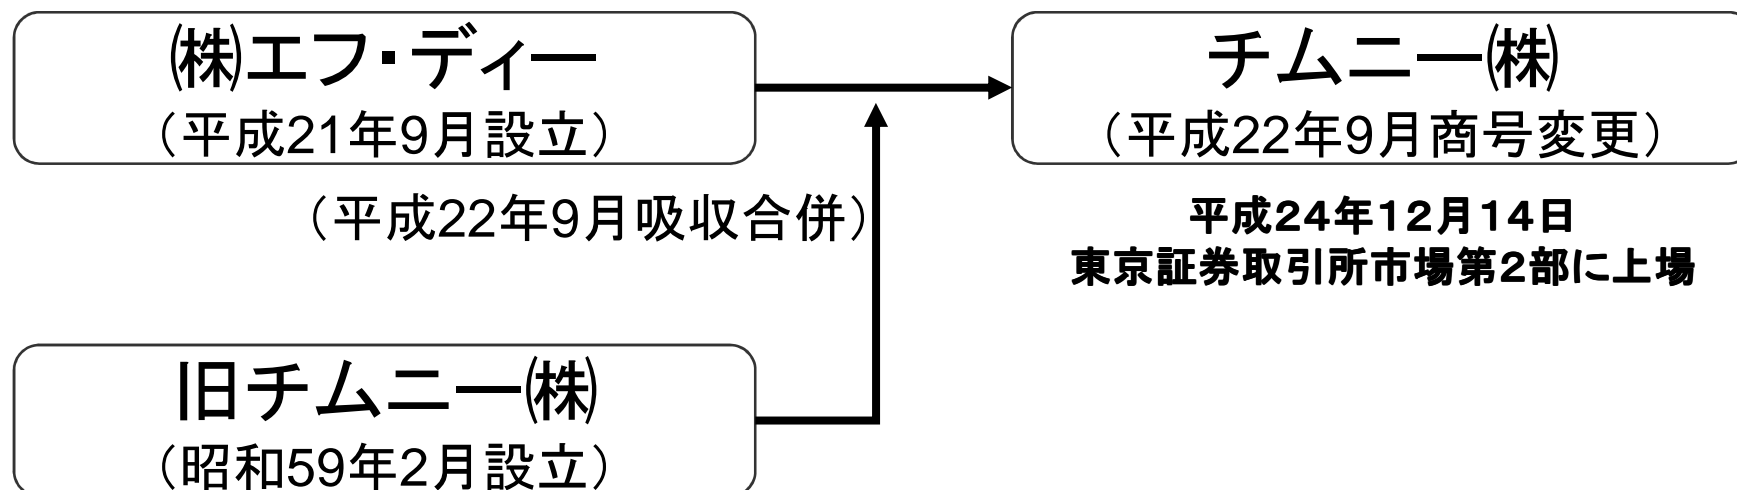 ㈱エフ・ディー
（平成21年9月設立）
チムニー㈱
（平成22年9月商号変更）
（平成22年9月吸収合併）
平成24年12月14日
東京証券取引所市場第2部に上場
旧チムニー㈱
（昭和59年2月設立）